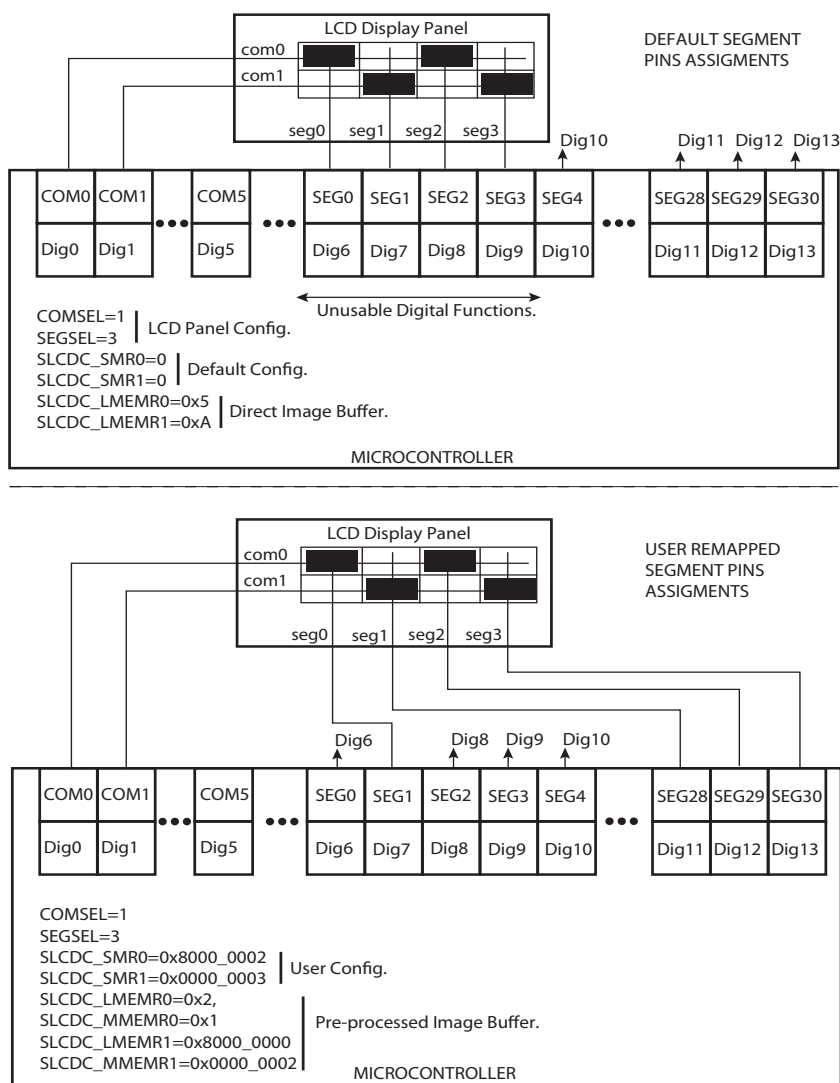 LCD Display Panel
DEFAULT SEGMENT
PINS ASSIGMENTS
com0
com1
seg0 seg1 seg2 seg3
Dig10 Dig11 Dig12 Dig13
COM0 COM1 COM5 SEG0 SEG1 SEG2 SEG3 SEG4 SEG28 SEG29 SEG30
Dig0 Dig1 Dig5 Dig6 Dig7 Dig8 Dig9 Dig10 Dig11 Dig12 Dig13
Unusable Digital Functions.
COMSEL=1
SEGSEL=3
LCD Panel Config.
SLCDC_SMR0=0
SLCDC_SMR1=0
Default Config.
SLCDC_LMEMR0=0x5
SLCDC_LMEMR1=0xA
Direct Image Buffer.
MICROCONTROLLER
LCD Display Panel
USER REMAPPED
SEGMENT PINS
ASSIGMENTS
com0
com1
seg0 seg1 seg2 seg3
Dig6 Dig8 Dig9 Dig10
COM0 COM1 COM5 SEG0 SEG1 SEG2 SEG3 SEG4 SEG28 SEG29 SEG30
Dig0 Dig1 Dig5 Dig6 Dig7 Dig8 Dig9 Dig10 Dig11 Dig12 Dig13
COMSEL=1
SEGSEL=3
SLCDC_SMR0=0x8000_0002
SLCDC_SMR1=0x0000_0003
User Config.
SLCDC_LMEMR0=0x2,
SLCDC_MMEMR0=0x1
SLCDC_LMEMR1=0x8000_0000
SLCDC_MMEMR1=0x0000_0002
Pre-processed Image Buffer.
MICROCONTROLLER